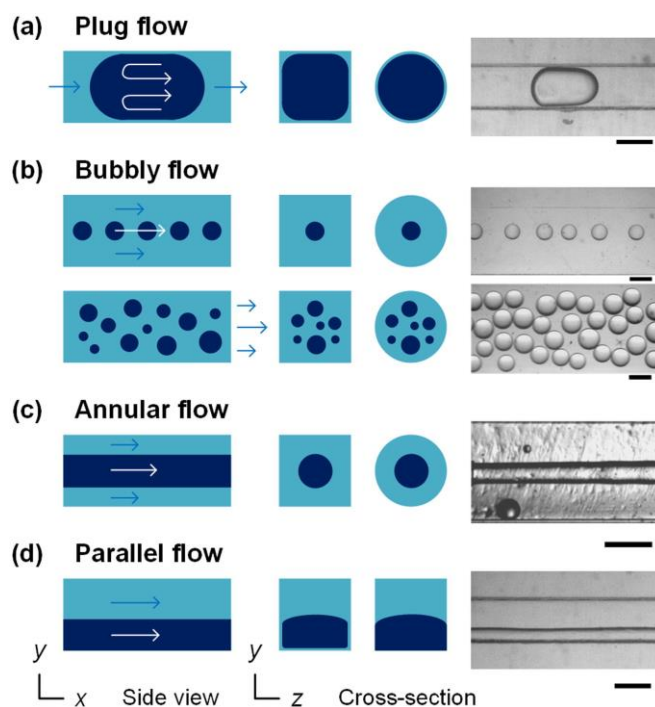 (a) Plug flow
(b) Bubbly flow
(c) Annular flow
(d) Parallel flow
y
x
Side view
y
z
Cross-section